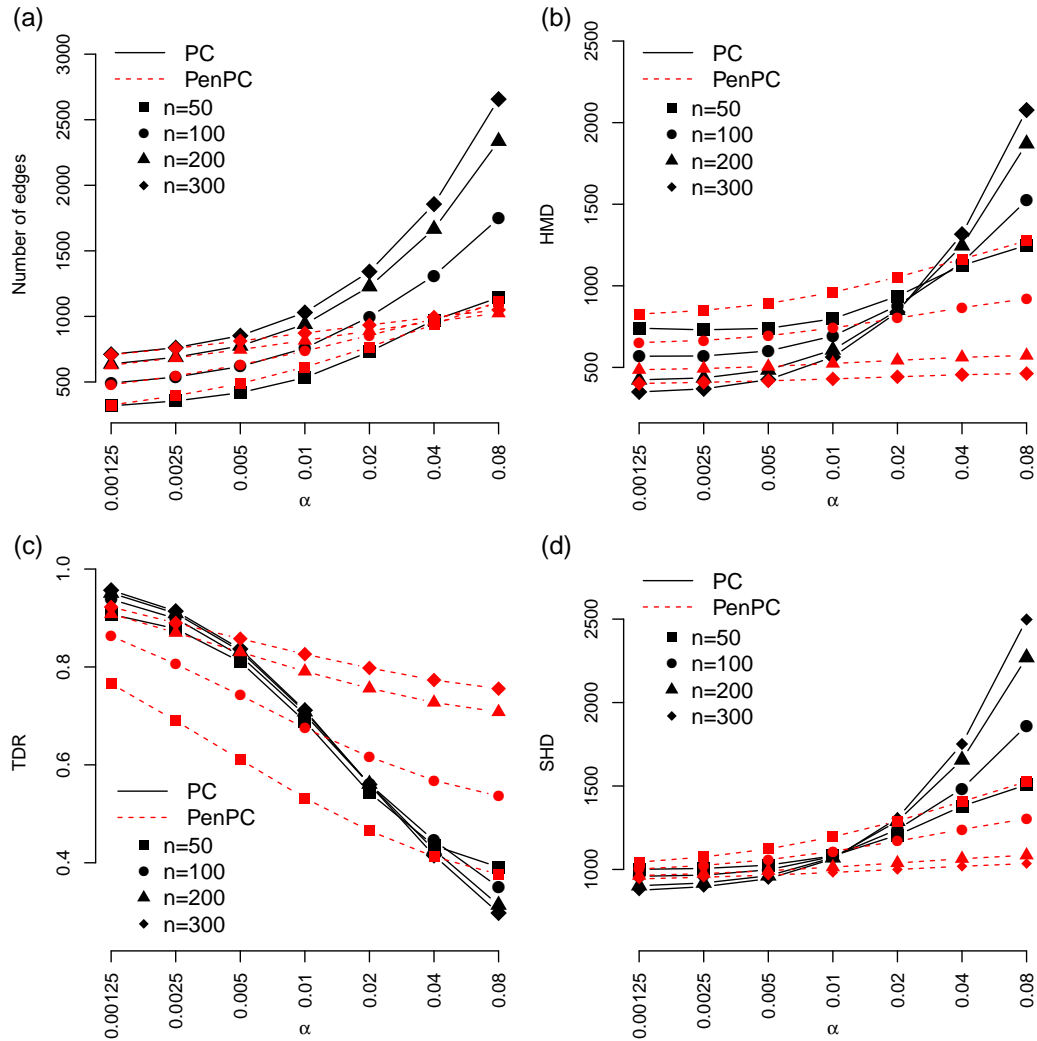 (a)
3000
2500
2000
1500
1000
500
Number of edges
PC
PenPC
n=50
n=100
n=200
n=300
0.00125
0.0025
0.005
0.01
0.02
0.04
0.08
α
(b)
2500
2000
1500
1000
500
HMD
PC
PenPC
n=50
n=100
n=200
n=300
0.00125
0.0025
0.005
0.01
0.02
0.04
0.08
α
(c)
1.0
0.8
0.6
0.4
TDR
PC
PenPC
n=50
n=100
n=200
n=300
0.00125
0.0025
0.005
0.01
0.02
0.04
0.08
α
(d)
2500
2000
1500
1000
SHD
PC
PenPC
n=50
n=100
n=200
n=300
0.00125
0.0025
0.005
0.01
0.02
0.04
0.08
α